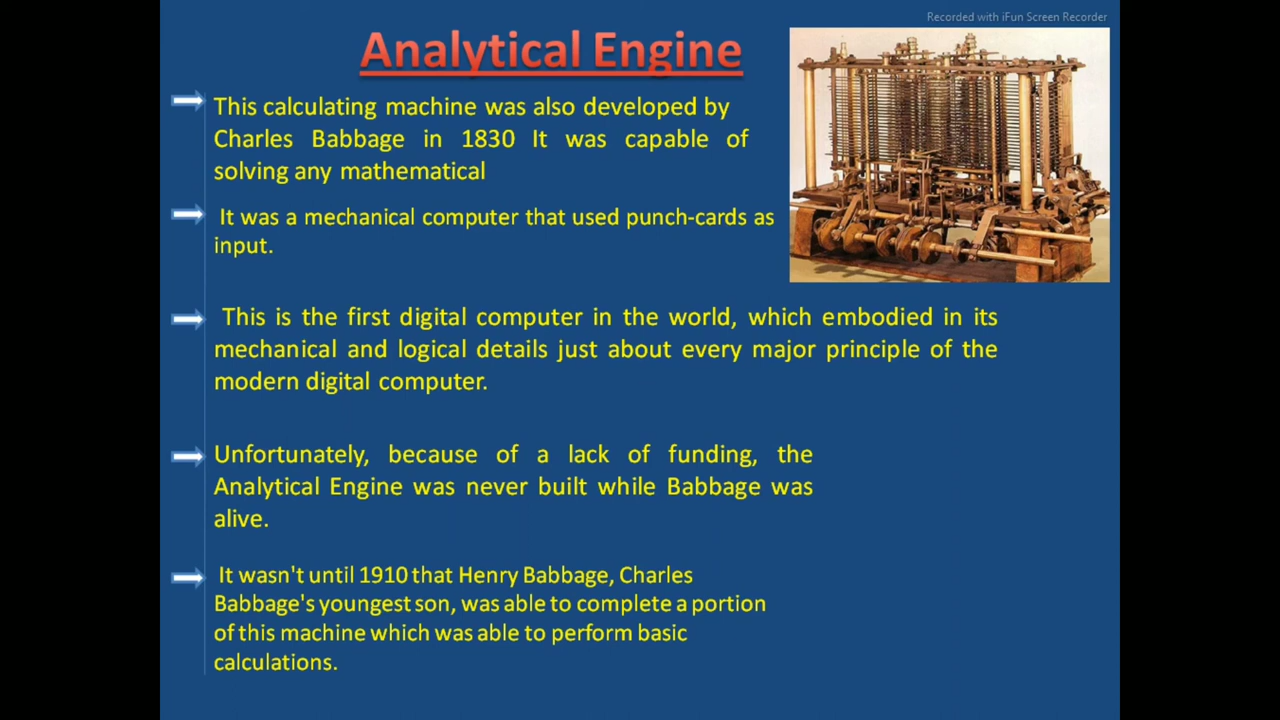 Recorded with iFun Screen Recorder
Analytical Engine
This calculating machine was also developed by
Charles Babbage in 1830 It was capable of
solving any mathematical
It was a mechanical computer that used punch-cards as
input.
This is the first digital computer in the world, which embodied in its
mechanical and logical details just about every major principle of the
modern digital computer.
Unfortunately, because of a lack of funding, the
Analytical Engine was never built while Babbage was
alive.
It wasn't until 1910 that Henry Babbage, Charles
Babbage's youngest son, was able to complete a portion
of this machine which was able to perform basic
calculations.